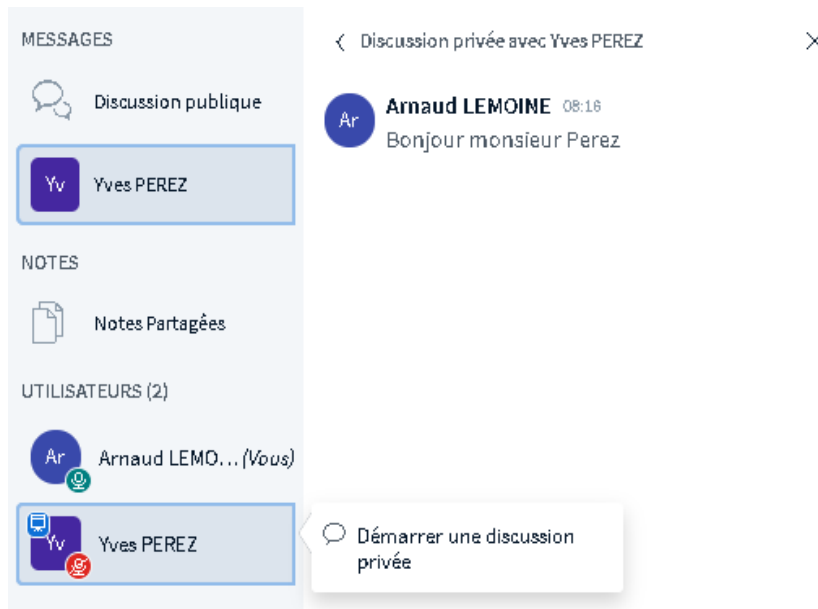 MESSAGES
Discussion publique
Yv
Yves PEREZ
NOTES
Notes Partagées
UTILISATEURS (2)
Ar
Arnaud LEMO... (Vous)
Yv
Yves PEREZ
Discussion privée avec Yves PEREZ
Ar
Arnaud LEMOINE 08:16
Bonjour monsieur Perez
Démarrer une discussion
privée